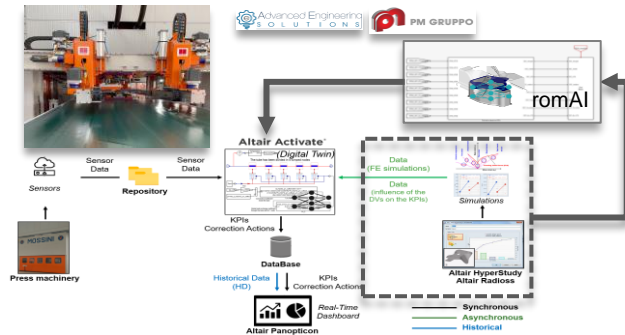 Advanced Engineering
SOLUTIONS
PM GRUPPO
romAI
Altair Activate
(Digital Twin)
Sensor
Data
Sensor
Data
Sensors
Repository
Data
(FE simulations)
Data
(influence of the
DVs on the KPIs)
Simulations
KPIs
Correction Actions
MOSSINI
Press machinery
DataBase
Altair HyperStudy
Altair Radioss
Historical Data
(HD)
KPIs
Correction Actions
Real-Time
Dashboard
Altair Panopticon
Synchronous
Asynchronous
Historical